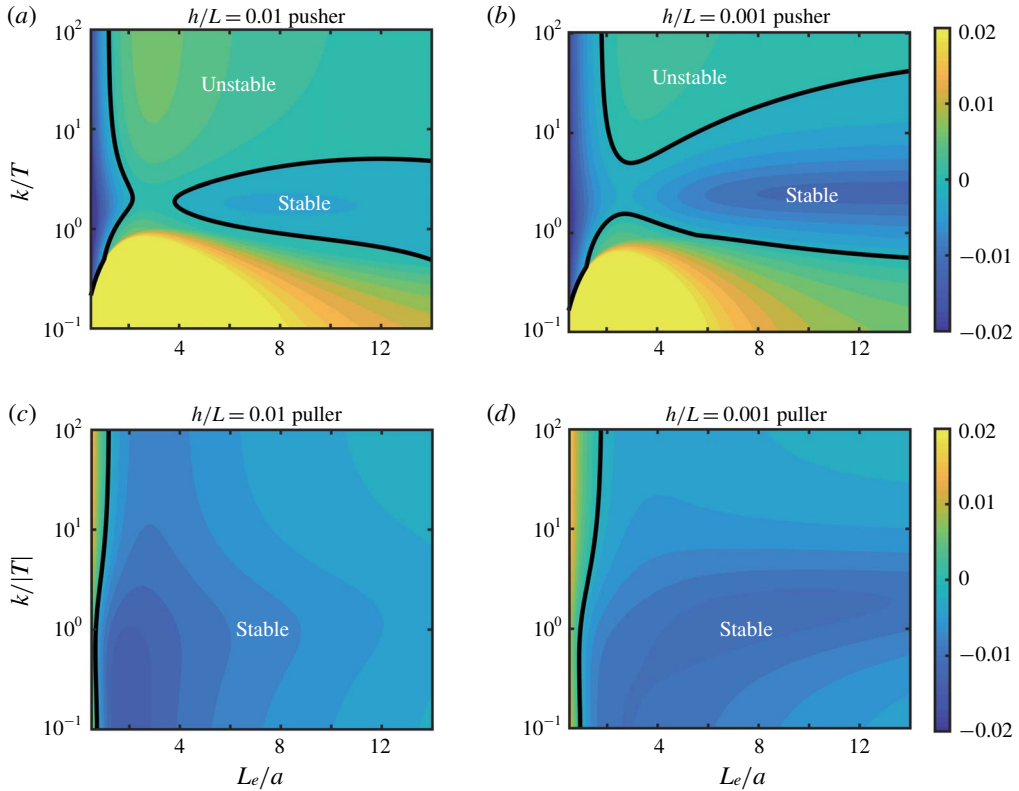 (a) h/L = 0.01 pusher
(b) h/L = 0.001 pusher
10^2
10^1
10^0
10^-1
k/T
Unstable
Stable
4 8 12
10^2
10^1
10^0
10^-1
Unstable
Stable
4 8 12
0.02
0.01
0
−0.01
−0.02
(c) h/L = 0.01 puller
(d) h/L = 0.001 puller
10^2
10^1
10^0
10^-1
k/|T|
Stable
4 8 12
L_e/a
10^2
10^1
10^0
10^-1
Stable
4 8 12
L_e/a
0.02
0.01
0
−0.01
−0.02